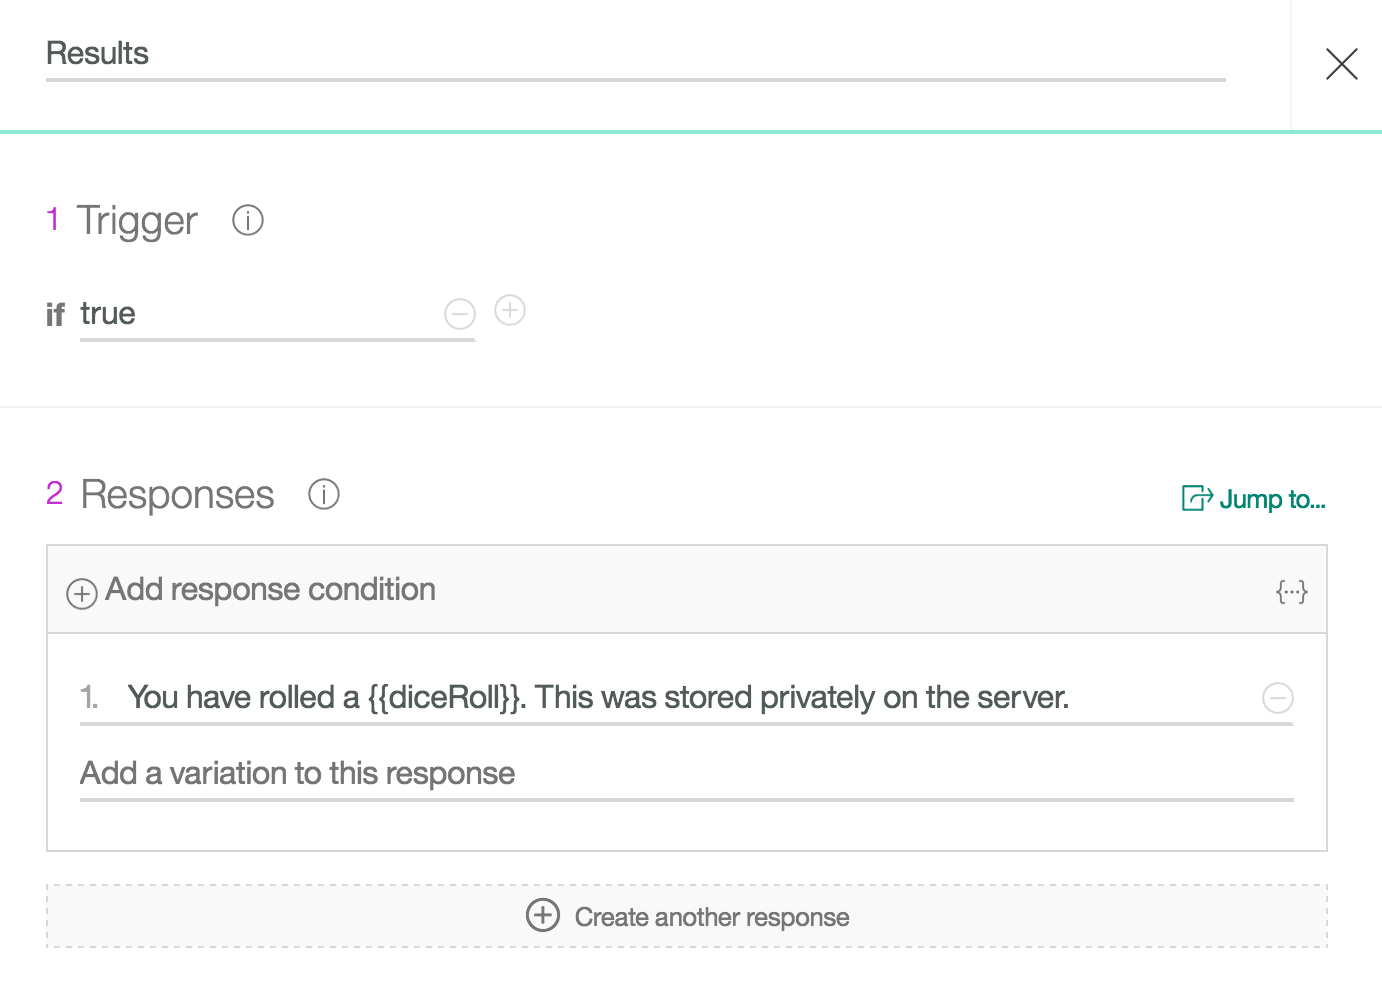 Results
1 Trigger
if true
2 Responses
Jump to...
Add response condition
{...}
1. You have rolled a {{diceRoll}}. This was stored privately on the server.
Add a variation to this response
Create another response